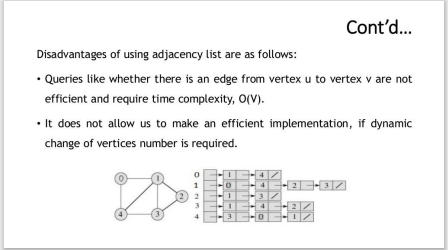 Cont'd...
Disadvantages of using adjacency list are as follows:
• Queries like whether there is an edge from vertex u to vertex v are not
efficient and require time complexity, O(V).
• It does not allow us to make an efficient implementation, if dynamic
change of vertices number is required.
0 1
2
4 3
0 1 4 /
1 0 4 2 3 /
2 1 3 /
3 1 4 2 /
4 3 0 1 /